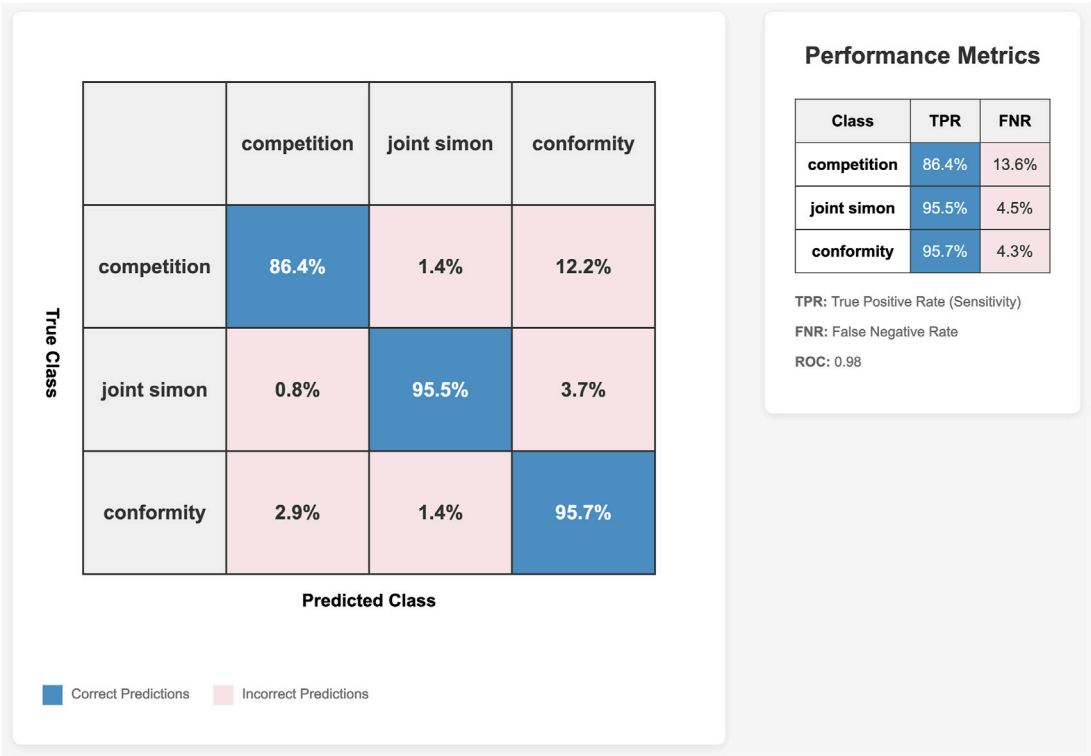 competition joint simon conformity
competition 86.4% 1.4% 12.2%
joint simon 0.8% 95.5% 3.7%
conformity 2.9% 1.4% 95.7%
True Class
Predicted Class
Correct Predictions Incorrect Predictions
Performance Metrics
Class TPR FNR
competition 86.4% 13.6%
joint simon 95.5% 4.5%
conformity 95.7% 4.3%
TPR: True Positive Rate (Sensitivity)
FNR: False Negative Rate
ROC: 0.98